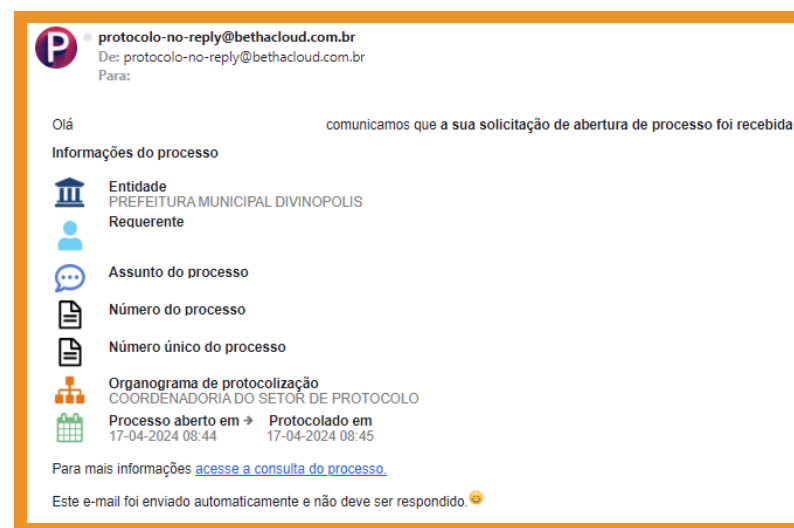 P
protocolo-no-reply@bethacloud.com.br
De: protocolo-no-reply@bethacloud.com.br
Para:
Olá comunicamos que a sua solicitação de abertura de processo foi recebida
Informações do processo
Entidade
PREFEITURA MUNICIPAL DIVINOPOLIS
Requerente
Assunto do processo
Número do processo
Número único do processo
Organograma de protocolização
COORDENADORIA DO SETOR DE PROTOCOLO
Processo aberto em → Protocolado em
17-04-2024 08:44 17-04-2024 08:45
Para mais informações acesse a consulta do processo.
Este e-mail foi enviado automaticamente e não deve ser respondido.😀